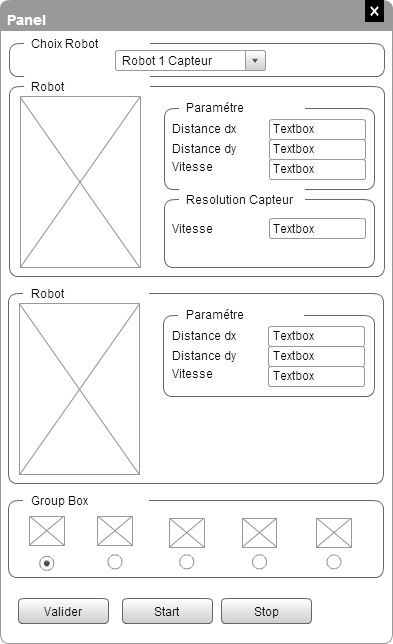 Panel
x
Choix Robot
Robot 1 Capteur
Robot
Paramétre
Distance dx Textbox
Distance dy Textbox
Vitesse Textbox
Resolution Capteur
Vitesse Textbox
Robot
Paramétre
Distance dx Textbox
Distance dy Textbox
Vitesse Textbox
Group Box
Valider Start Stop